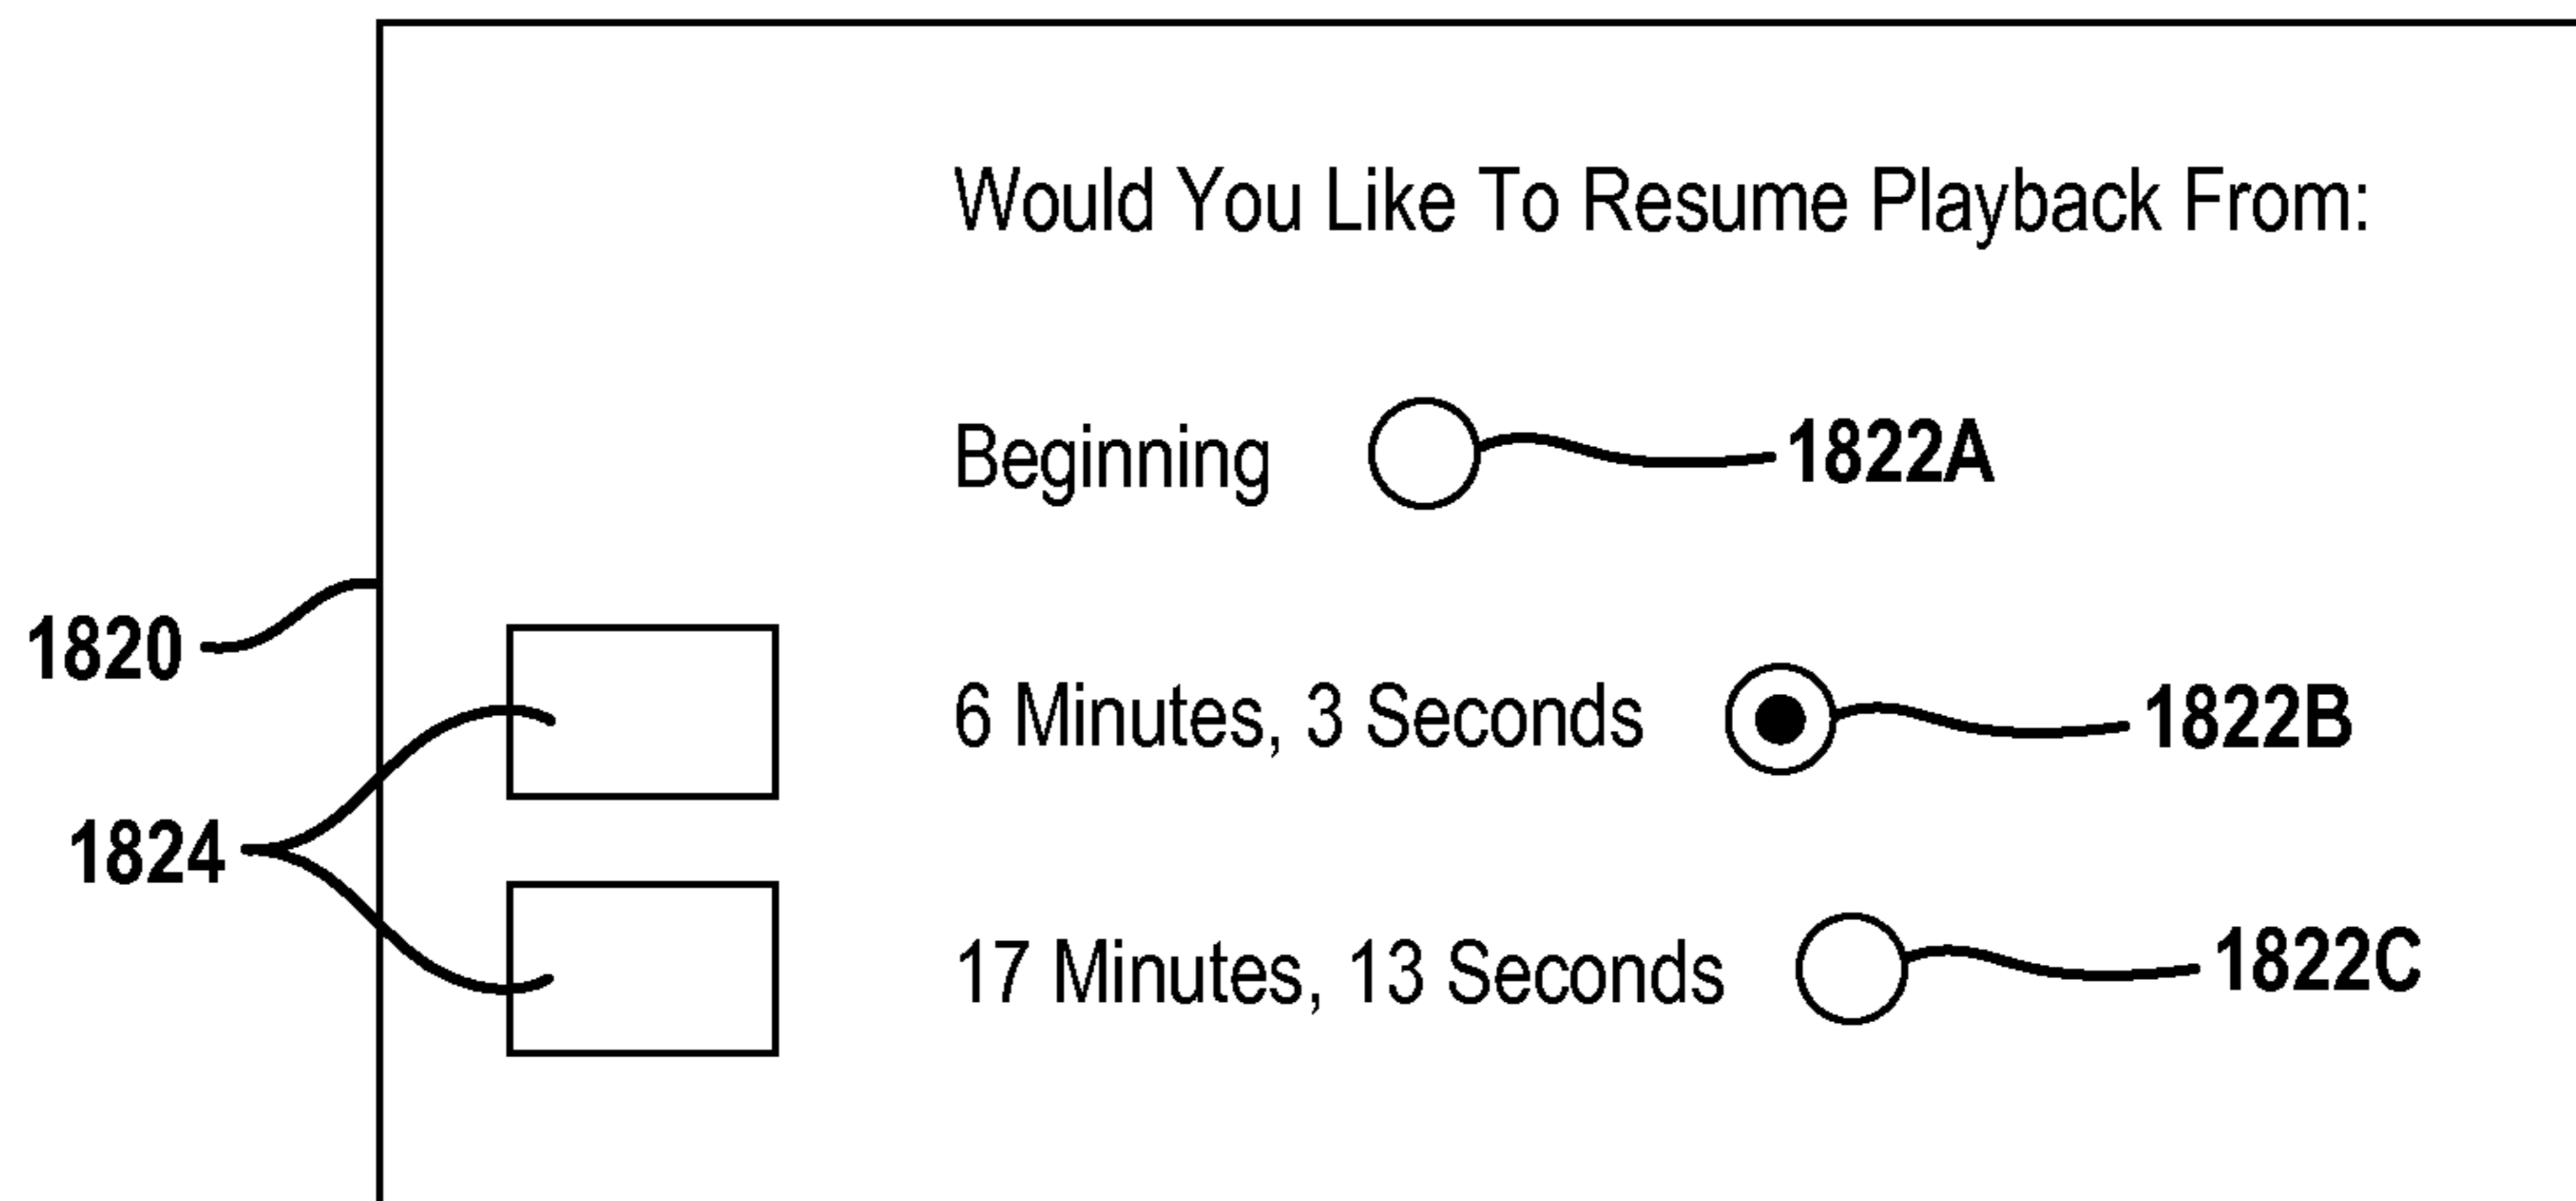 Would You Like To Resume Playback From:
Beginning 1822A
1820
6 Minutes, 3 Seconds 1822B
1824
17 Minutes, 13 Seconds 1822C